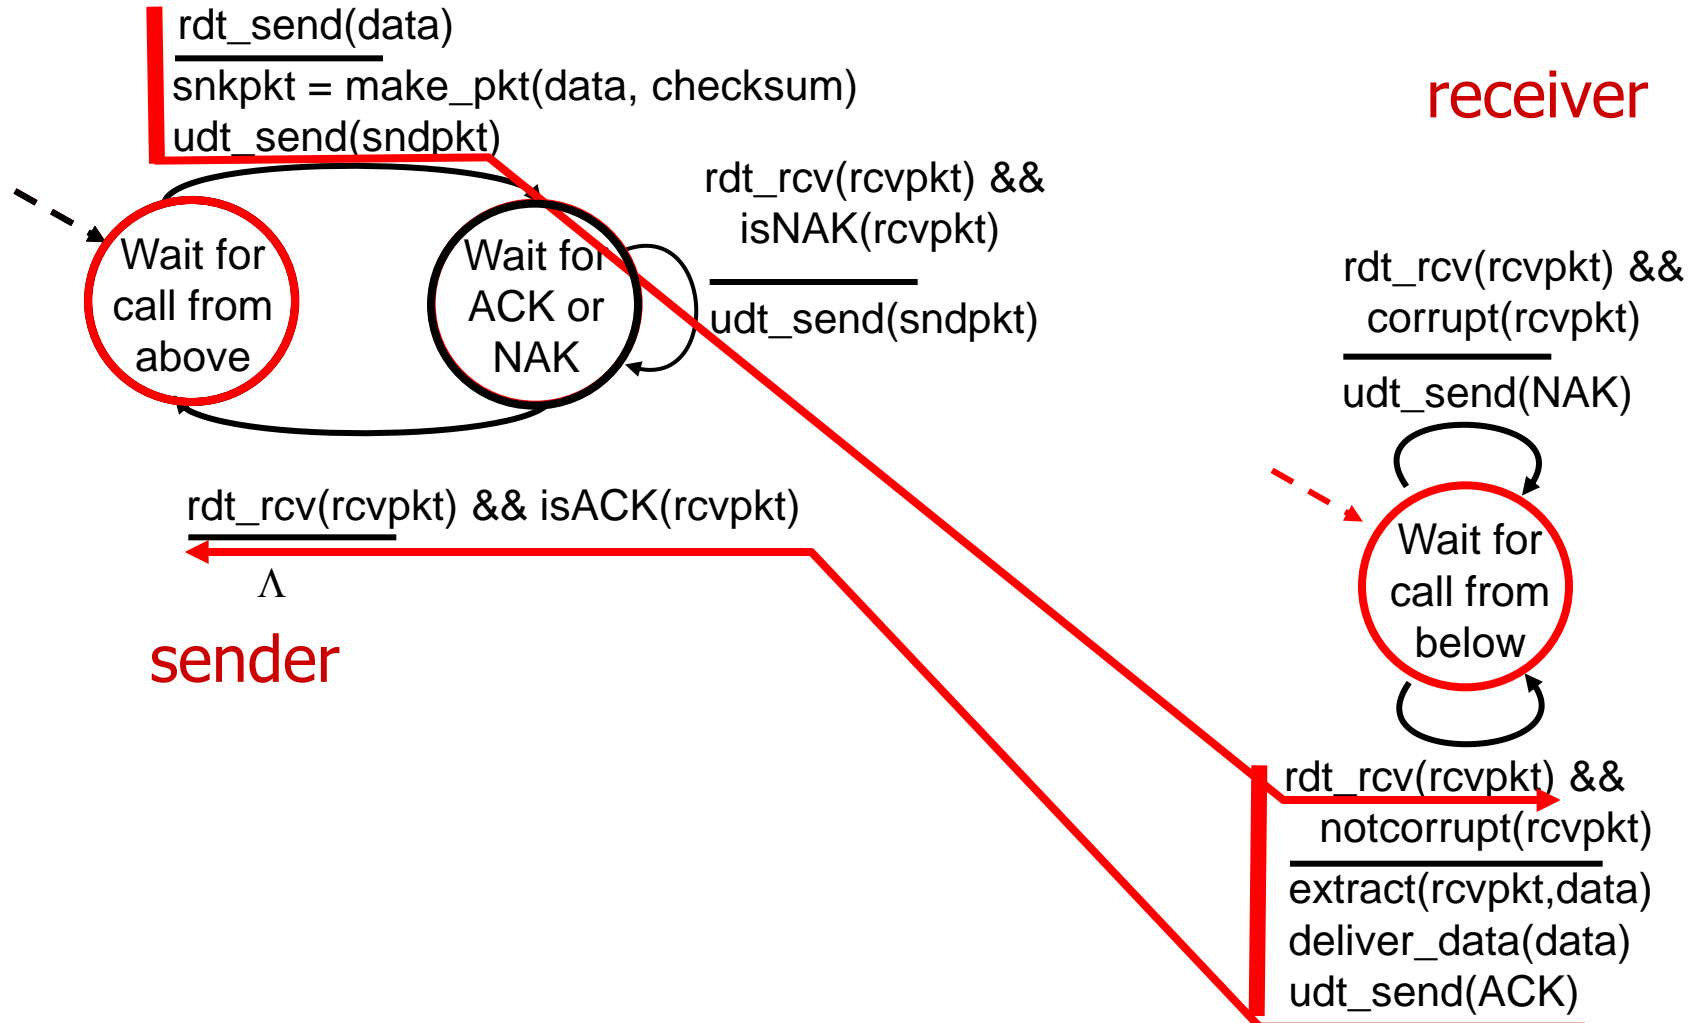 rdt_send(data)
snkpkt = make_pkt(data, checksum)
udt_send(sndpkt)
receiver
rdt_rcv(rcvpkt) &&
isNAK(rcvpkt)
udt_send(sndpkt)
Wait for
call from
above
Wait for
ACK or
NAK
rdt_rcv(rcvpkt) &&
corrupt(rcvpkt)
udt_send(NAK)
rdt_rcv(rcvpkt) && isACK(rcvpkt)
Λ
sender
Wait for
call from
below
rdt_rcv(rcvpkt) &&
notcorrupt(rcvpkt)
extract(rcvpkt,data)
deliver_data(data)
udt_send(ACK)